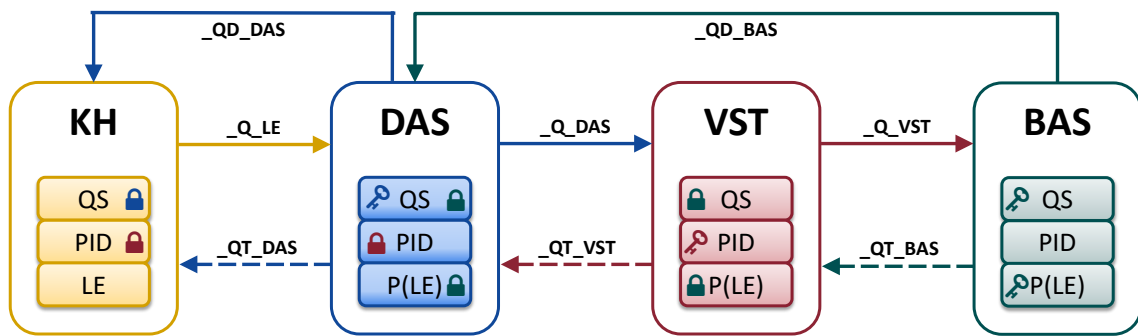 _QD_DAS
_QD_BAS
KH
_Q_LE
DAS
_Q_DAS
VST
_Q_VST
BAS
QS
QS
QS
QS
PID
PID
PID
PID
_QT_DAS
_QT_VST
_QT_BAS
LE
P(LE)
P(LE)
P(LE)